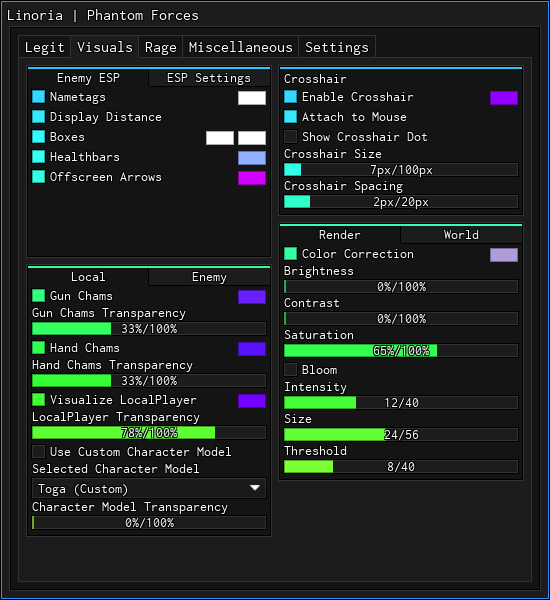 Linoria | Phantom Forces
Legit Visuals Rage Miscellaneous Settings
Enemy ESP ESP Settings
Nametags
Display Distance
Boxes
Healthbars
Offscreen Arrows
Local Enemy
Gun Chams
Gun Chams Transparency
33%/100%
Hand Chams
Hand Chams Transparency
33%/100%
Visualize LocalPlayer
LocalPlayer Transparency
78%/100%
Use Custom Character Model
Selected Character Model
Toga (Custom)
Character Model Transparency
0%/100%
Crosshair
Enable Crosshair
Attach to Mouse
Show Crosshair Dot
Crosshair Size
7px/100px
Crosshair Spacing
2px/20px
Render World
Color Correction
Brightness
0%/100%
Contrast
0%/100%
Saturation
65%/100%
Bloom
Intensity
12/40
Size
24/56
Threshold
8/40